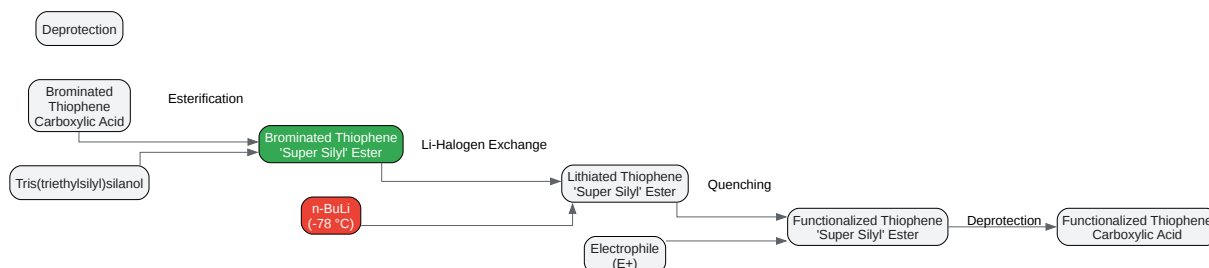 Deprotection
Brominated
Thiophene
Carboxylic Acid
Esterification
Tris(triethylsilyl)silanol
Brominated Thiophene
'Super Silyl' Ester
Li-Halogen Exchange
n-BuLi
(-78 °C)
Lithiated Thiophene
'Super Silyl' Ester
Quenching
Electrophile
(E+)
Functionalized Thiophene
'Super Silyl' Ester
Deprotection
Functionalized Thiophene
Carboxylic Acid